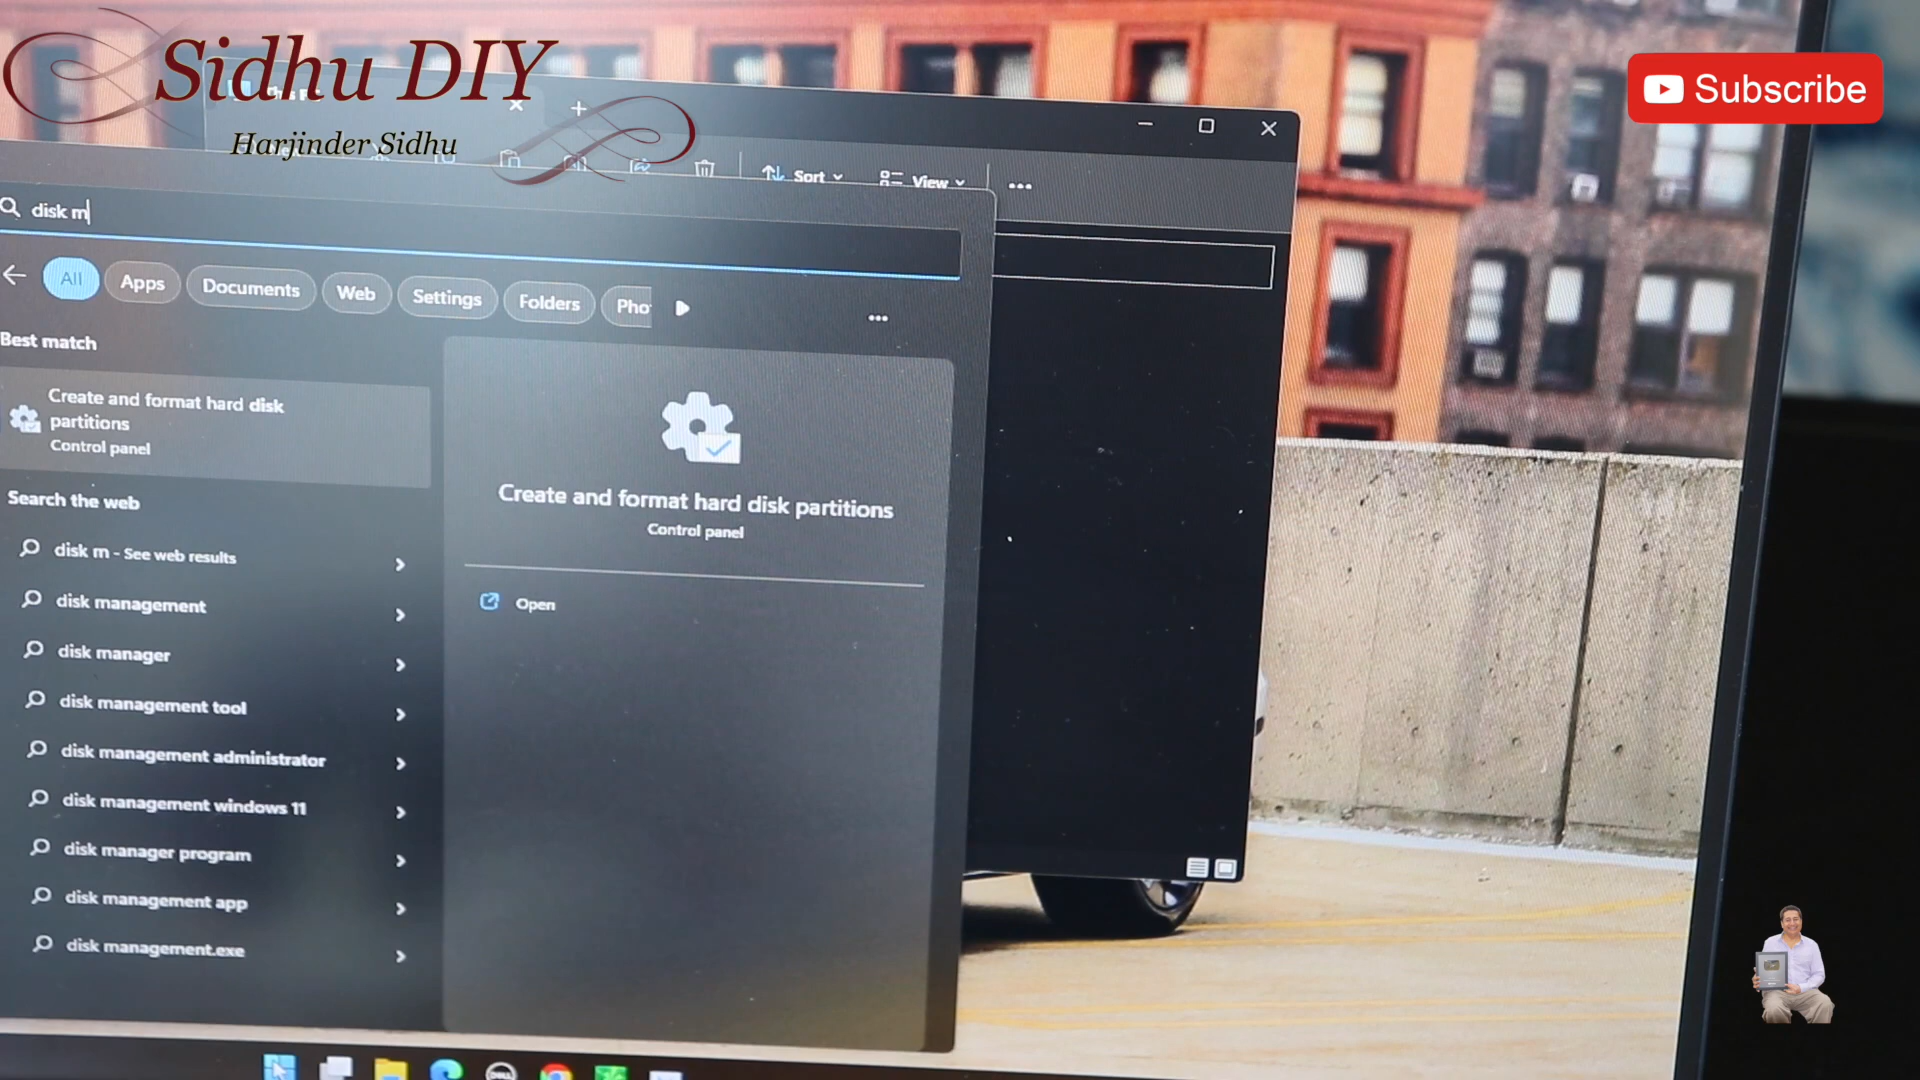 Sidhu DIY
Harjinder Sidhu
Subscribe
Sort
View
disk m
All
Apps
Documents
Web
Settings
Folders
Pho
Best match
Create and format hard disk
partitions
Control panel
Search the web
disk m - See web results
disk management
disk manager
disk management tool
disk management administrator
disk management windows 11
disk manager program
disk management app
disk management.exe
Create and format hard disk partitions
Control panel
Open
DELL